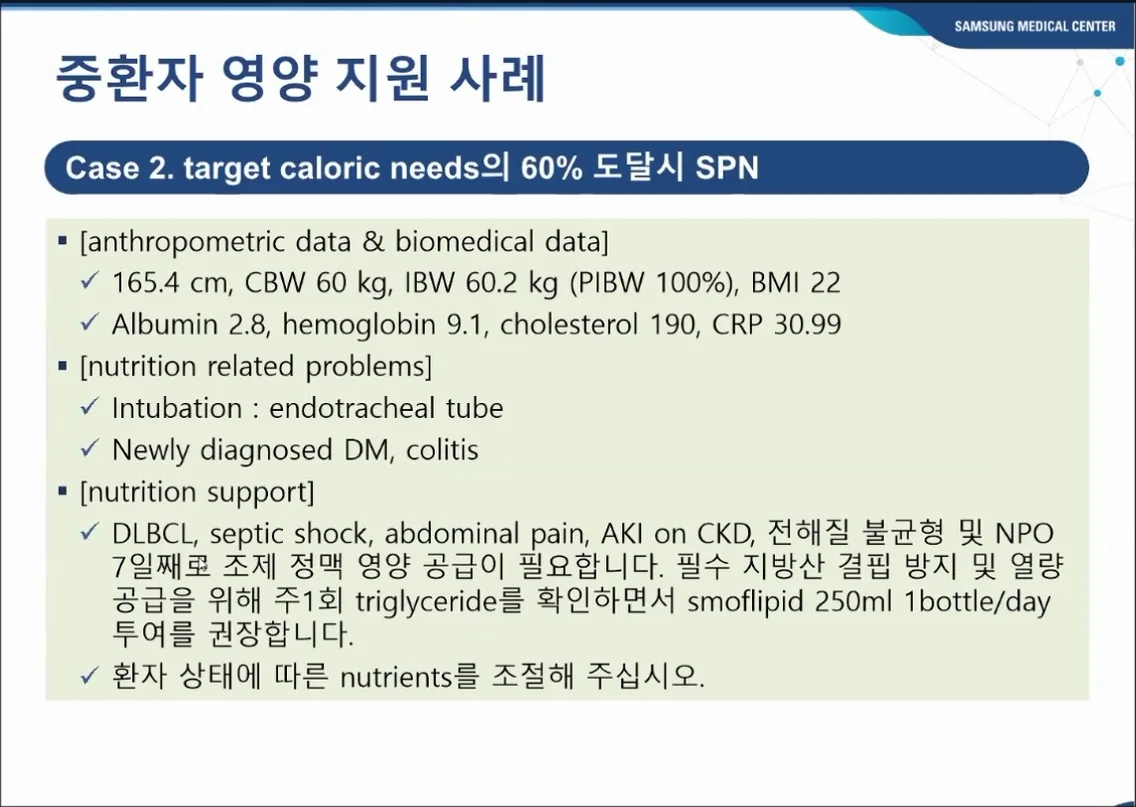 SAMSUNG MEDICAL CENTER
중환자 영양 지원 사례
Case 2. target caloric needs의 60% 도달시 SPN
▪ [anthropometric data & biomedical data]
✓ 165.4 cm, CBW 60 kg, IBW 60.2 kg (PIBW 100%), BMI 22
✓ Albumin 2.8, hemoglobin 9.1, cholesterol 190, CRP 30.99
▪ [nutrition related problems]
✓ Intubation : endotracheal tube
✓ Newly diagnosed DM, colitis
▪ [nutrition support]
✓ DLBCL, septic shock, abdominal pain, AKI on CKD, 전해질 불균형 및 NPO
7일째로 조제 정맥 영양 공급이 필요합니다. 필수 지방산 결핍 방지 및 열량
공급을 위해 주1회 triglyceride를 확인하면서 smoflipid 250ml 1bottle/day
투여를 권장합니다.
✓ 환자 상태에 따른 nutrients를 조절해 주십시오.